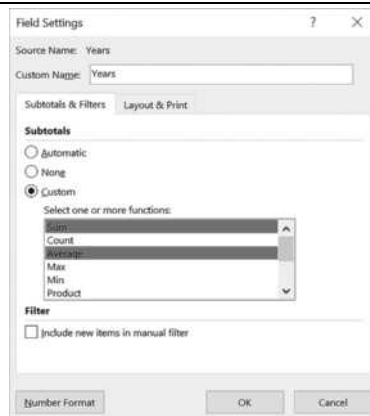 Field Settings ? ×
Source Name: Years
Custom Name: Years
Subtotals & Filters Layout & Print
Subtotals
Automatic
None
Custom
Select one or more functions:
Sum
Count
Average
Max
Min
Product
Filter
Include new items in manual filter
Number Format OK Cancel